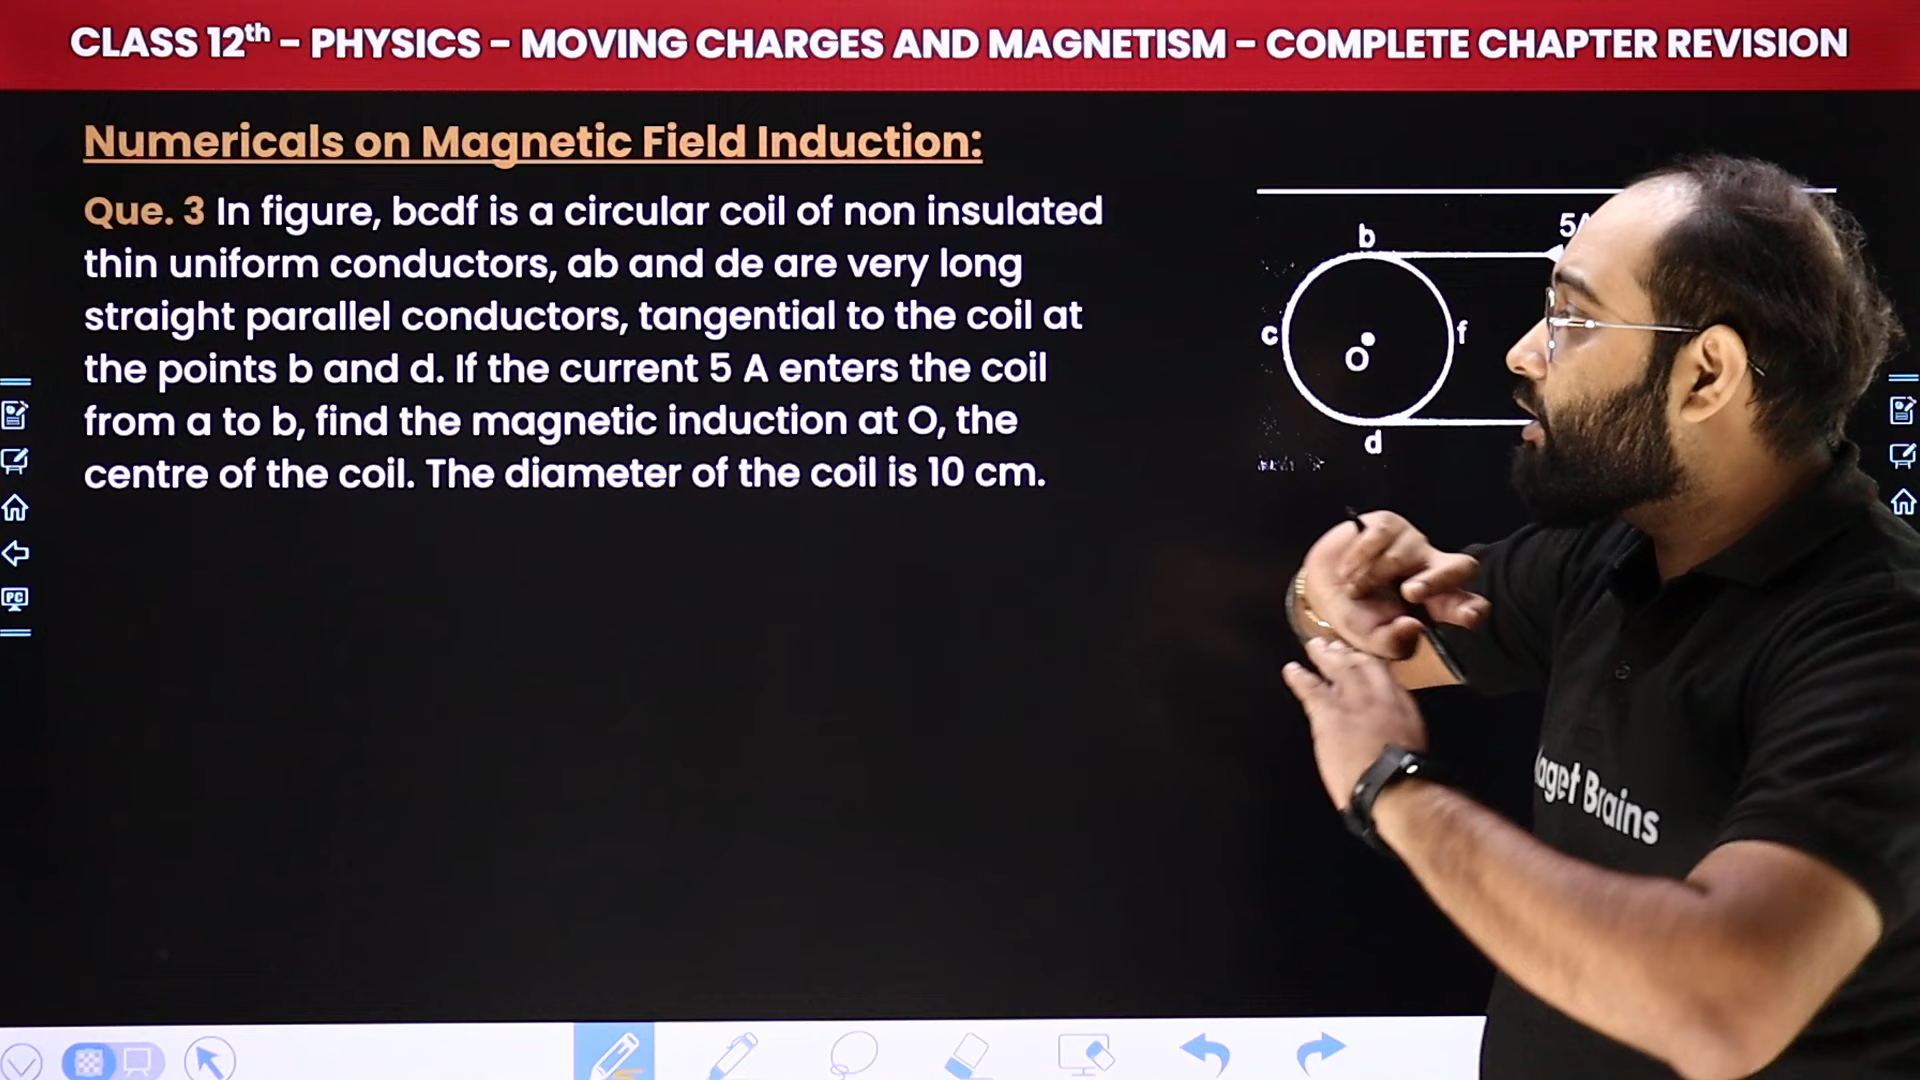 CLASS 12th - PHYSICS - MOVING CHARGES AND MAGNETISM - COMPLETE CHAPTER REVISION
Numericals on Magnetic Field Induction:
Que. 3 In figure, bcdf is a circular coil of non insulated
thin uniform conductors, ab and de are very long
straight parallel conductors, tangential to the coil at
the points b and d. If the current 5 A enters the coil
from a to b, find the magnetic induction at O, the
centre of the coil. The diameter of the coil is 10 cm.
5A
b
c
f
O
d
PC
Brains